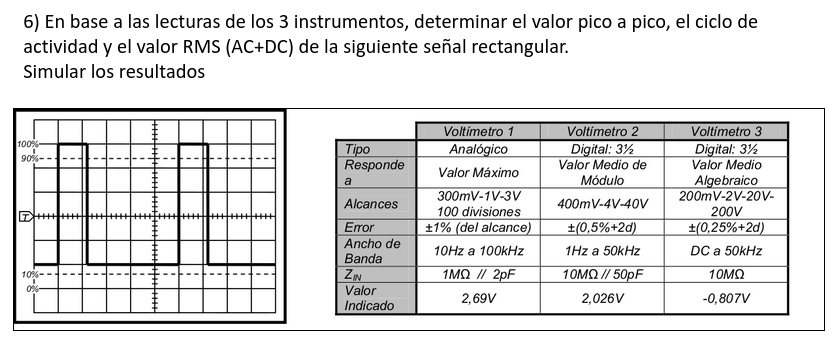 6) En base a las lecturas de los 3 instrumentos, determinar el valor pico a pico, el ciclo de
actividad y el valor RMS (AC+DC) de la siguiente señal rectangular.
Simular los resultados
100%
90%
T
10%
0%
Voltímetro 1 Voltímetro 2 Voltímetro 3
Tipo Analógico Digital: 3½ Digital: 3½
Responde
a Valor Máximo Valor Medio de
Módulo Valor Medio
Algebraico
Alcances 300mV-1V-3V
100 divisiones 400mV-4V-40V 200mV-2V-20V-
200V
Error ±1% (del alcance) ±(0,5%+2d) ±(0,25%+2d)
Ancho de
Banda 10Hz a 100kHz 1Hz a 50kHz DC a 50kHz
ZIN 1MΩ // 2pF 10MΩ // 50pF 10MΩ
Valor
Indicado 2,69V 2,026V -0,807V